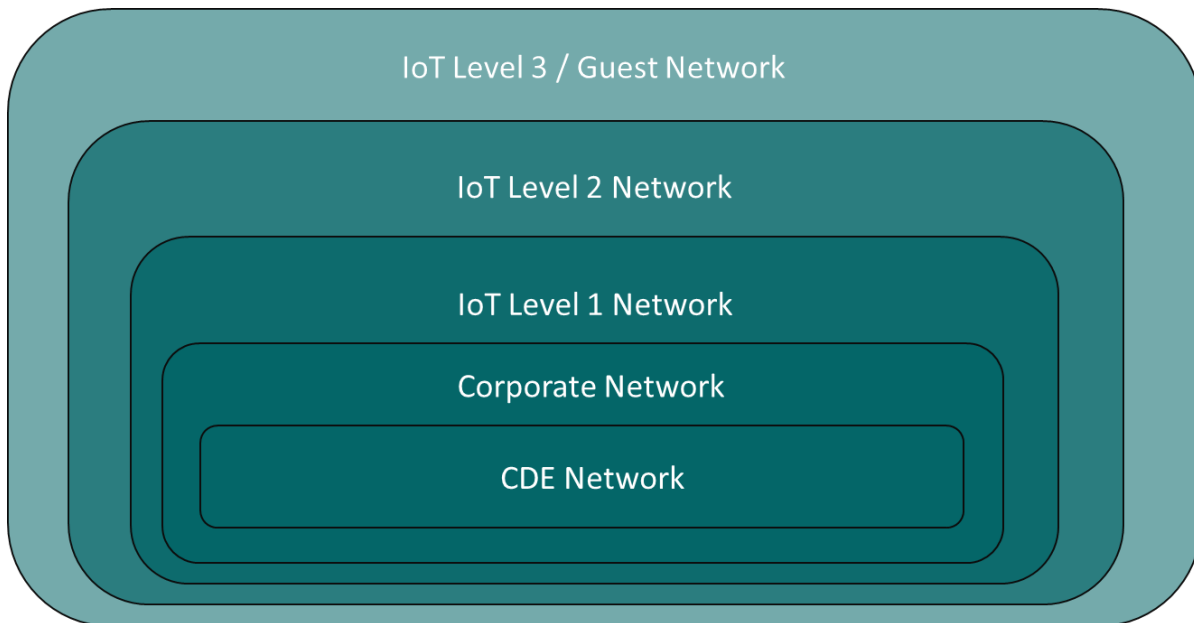 IoT Level 3 / Guest Network
IoT Level 2 Network
IoT Level 1 Network
Corporate Network
CDE Network